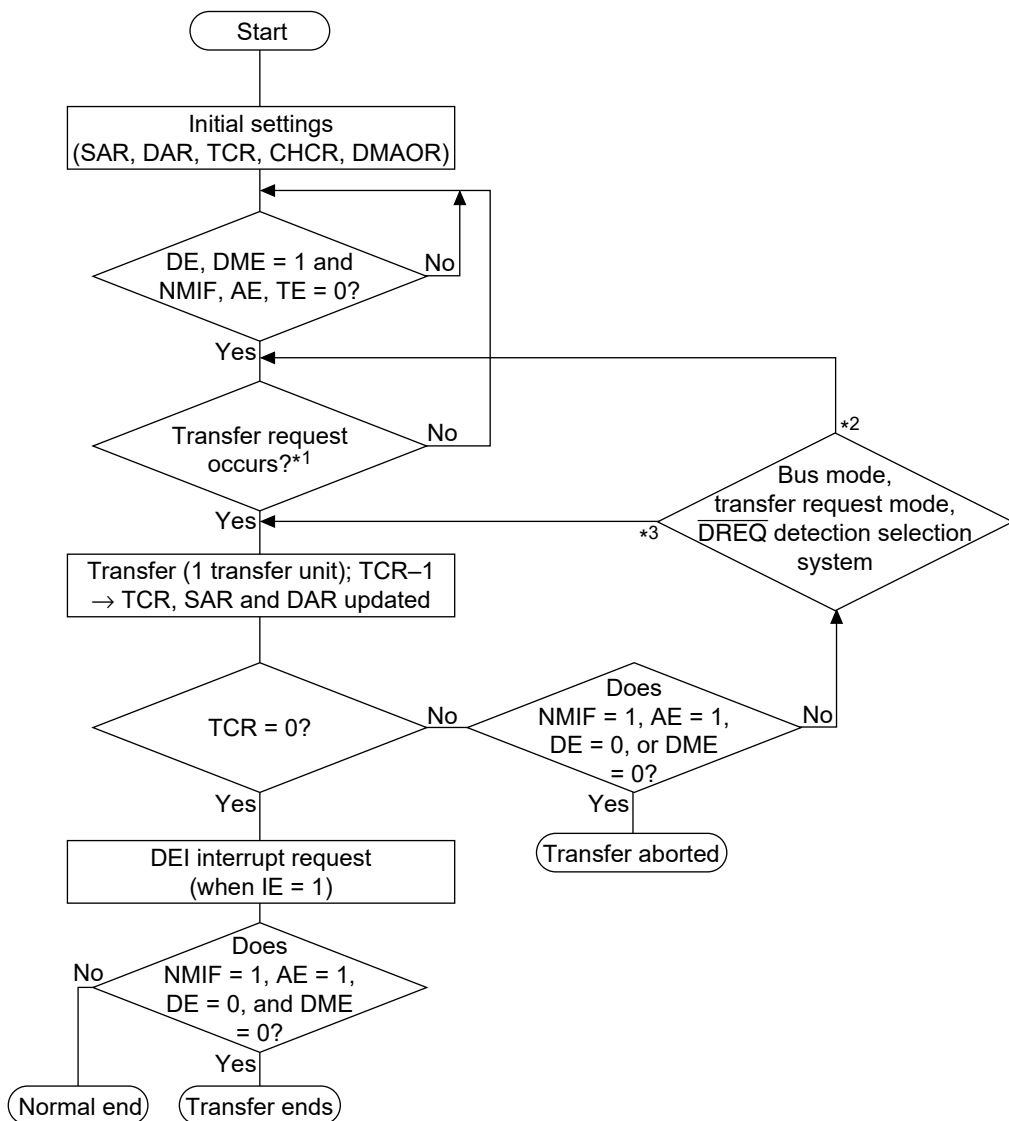 Start
Initial settings
(SAR, DAR, TCR, CHCR, DMAOR)
DE, DME = 1 and
NMIF, AE, TE = 0?
No
Yes
Transfer request
occurs?*1
No
Yes
*2
Bus mode,
transfer request mode,
DREQ detection selection
system
*3
Transfer (1 transfer unit); TCR–1
→ TCR, SAR and DAR updated
TCR = 0?
No
Yes
Does
NMIF = 1, AE = 1,
DE = 0, or DME
= 0?
No
Yes
Transfer aborted
DEI interrupt request
(when IE = 1)
Does
NMIF = 1, AE = 1,
DE = 0, and DME
= 0?
No
Yes
Normal end
Transfer ends